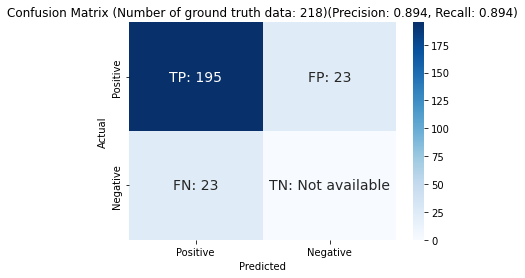 Confusion Matrix (Number of ground truth data: 218)(Precision: 0.894, Recall: 0.894)
Actual
Positive
Negative
TP: 195
FP: 23
FN: 23
TN: Not available
Positive
Negative
Predicted
175
150
125
100
75
50
25
0